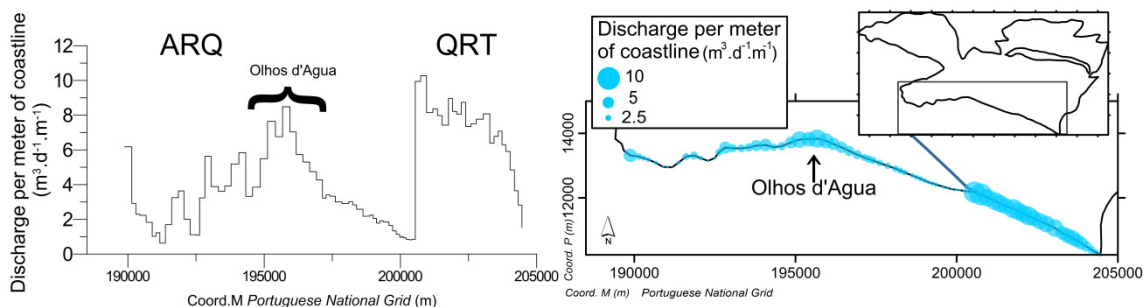 Discharge per meter of coastline
(m³.d⁻¹.m⁻¹)
12
10
8
6
4
2
0
ARQ
QRT
Olhos d'Agua
190000
195000
200000
205000
Coord.M Portuguese National Grid (m)
Discharge per meter
of coastline (m³.d⁻¹.m⁻¹)
10
5
2.5
14000
12000
Coord. P (m)
Olhos d'Agua
N
190000
195000
200000
205000
Coord. M (m) Portuguese National Grid